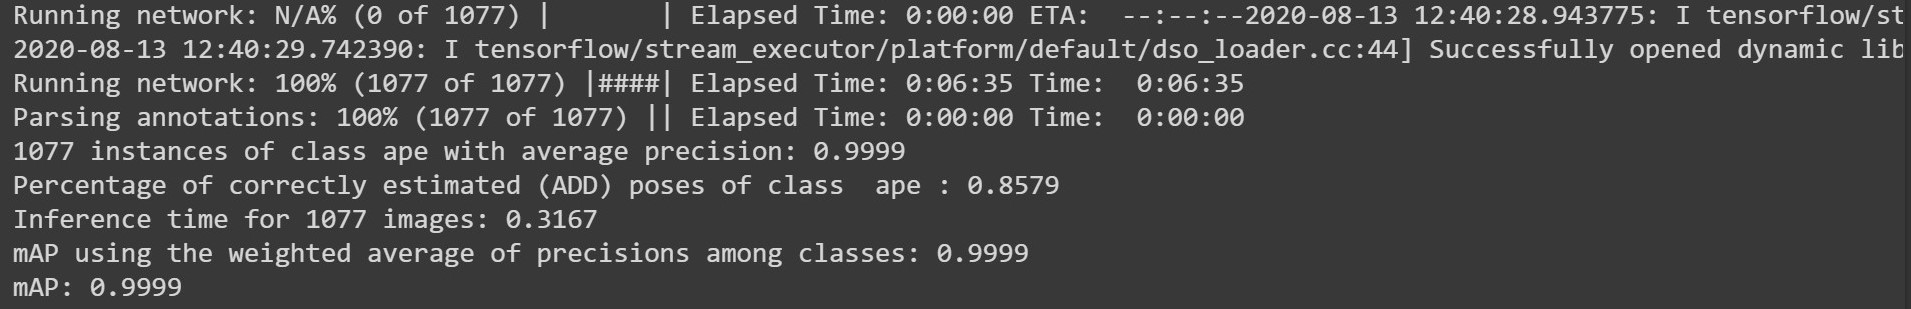 Running network: N/A% (0 of 1077) |       | Elapsed Time: 0:00:00 ETA:  --:--:--2020-08-13 12:40:28.943775: I tensorflow/st
2020-08-13 12:40:29.742390: I tensorflow/stream_executor/platform/default/dso_loader.cc:44] Successfully opened dynamic lib
Running network: 100% (1077 of 1077) |####| Elapsed Time: 0:06:35 Time:  0:06:35
Parsing annotations: 100% (1077 of 1077) || Elapsed Time: 0:00:00 Time:  0:00:00
1077 instances of class ape with average precision: 0.9999
Percentage of correctly estimated (ADD) poses of class  ape : 0.8579
Inference time for 1077 images: 0.3167
mAP using the weighted average of precisions among classes: 0.9999
mAP: 0.9999